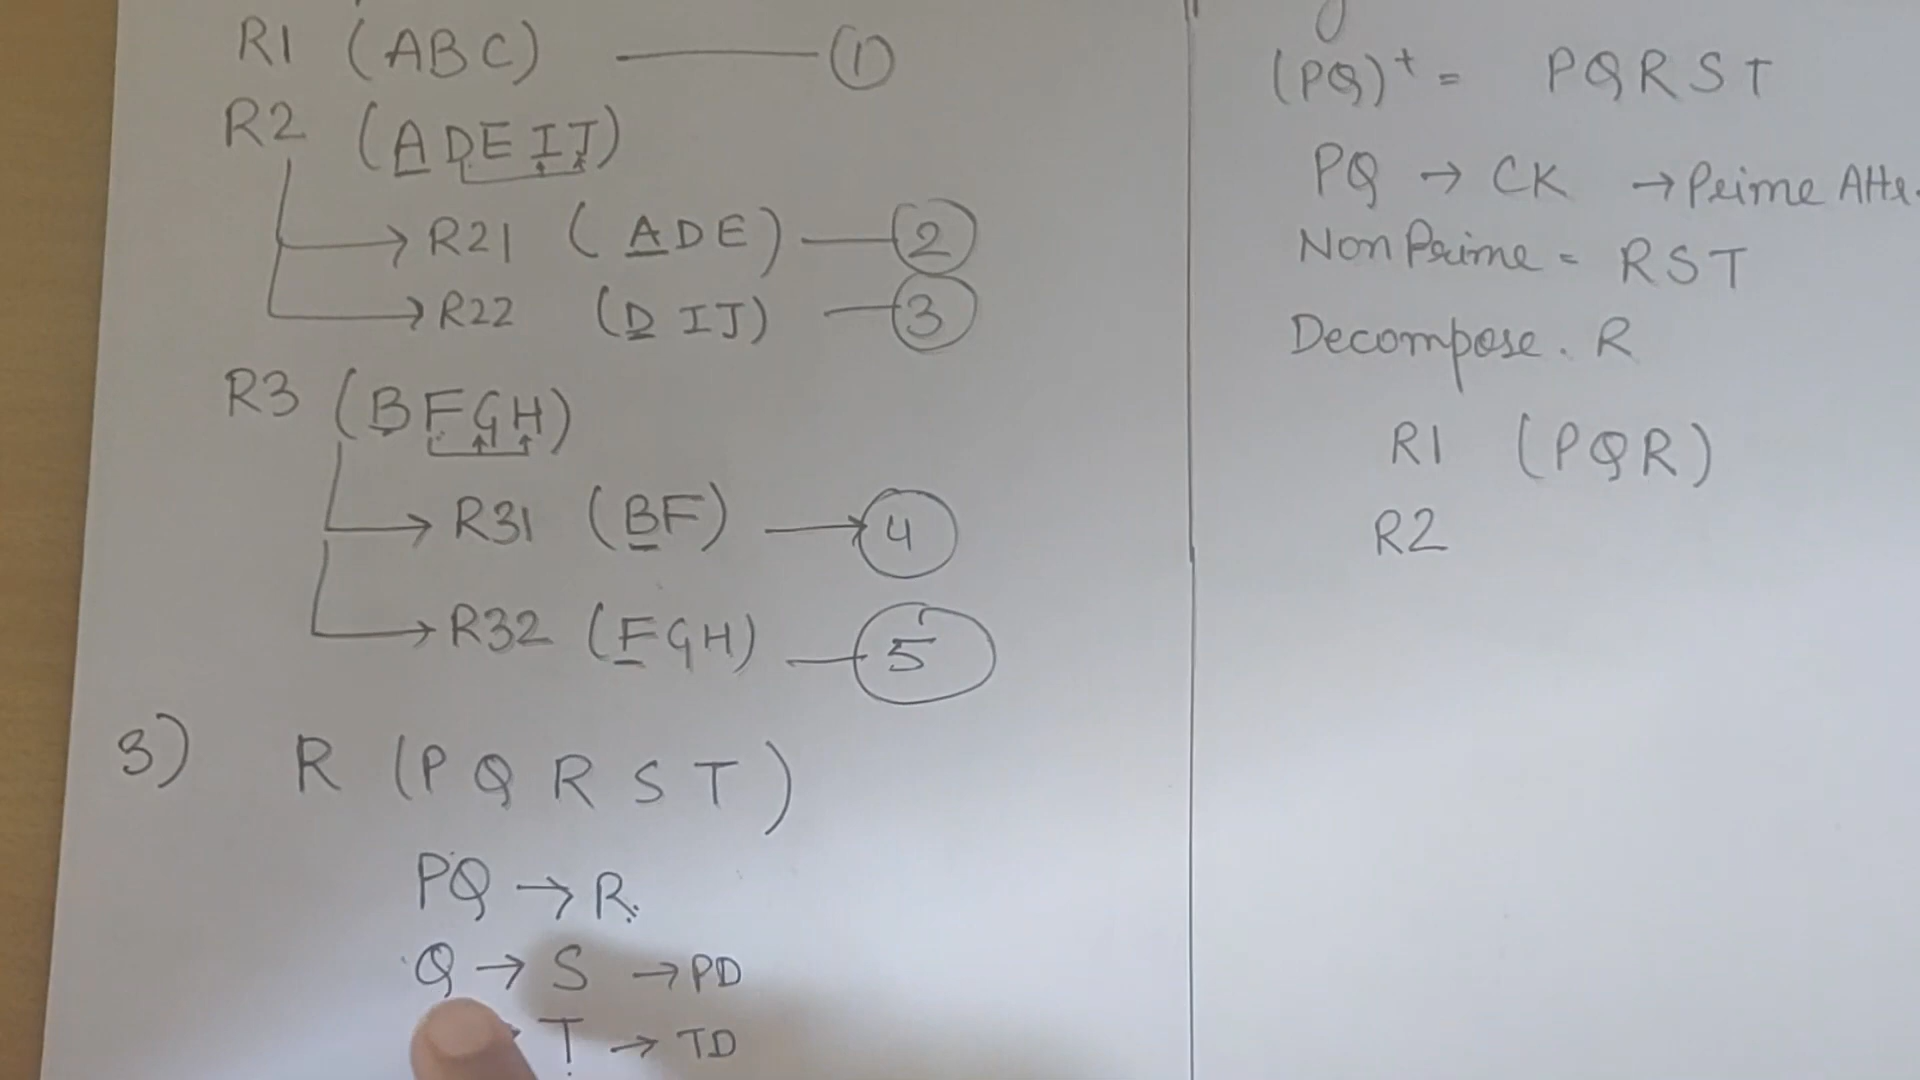 R1 (ABC) ①
R2 (ADEIJ)
→ R21 (ADE) ②
→ R22 (DIJ) ③
R3 (BFGH)
→ R31 (BF) → ④
→ R32 (FGH) ⑤
3) R (PQRST)
PQ → R
Q → S → PD
T → TD
(PQ)+ = PQRST
PQ → CK → Prime Attr.
Non Prime = RST
Decompose. R
R1 (PQR)
R2